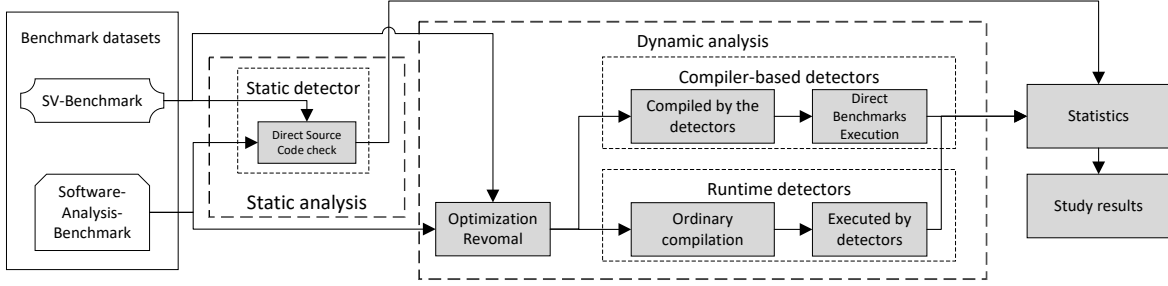 Benchmark datasets
SV-Benchmark
Software-
Analysis-
Benchmark
Static detector
Direct Source
Code check
Static analysis
Dynamic analysis
Optimization
Revomal
Compiler-based detectors
Compiled by the
detectors
Direct
Benchmarks
Execution
Runtime detectors
Ordinary
compilation
Executed by
detectors
Statistics
Study results